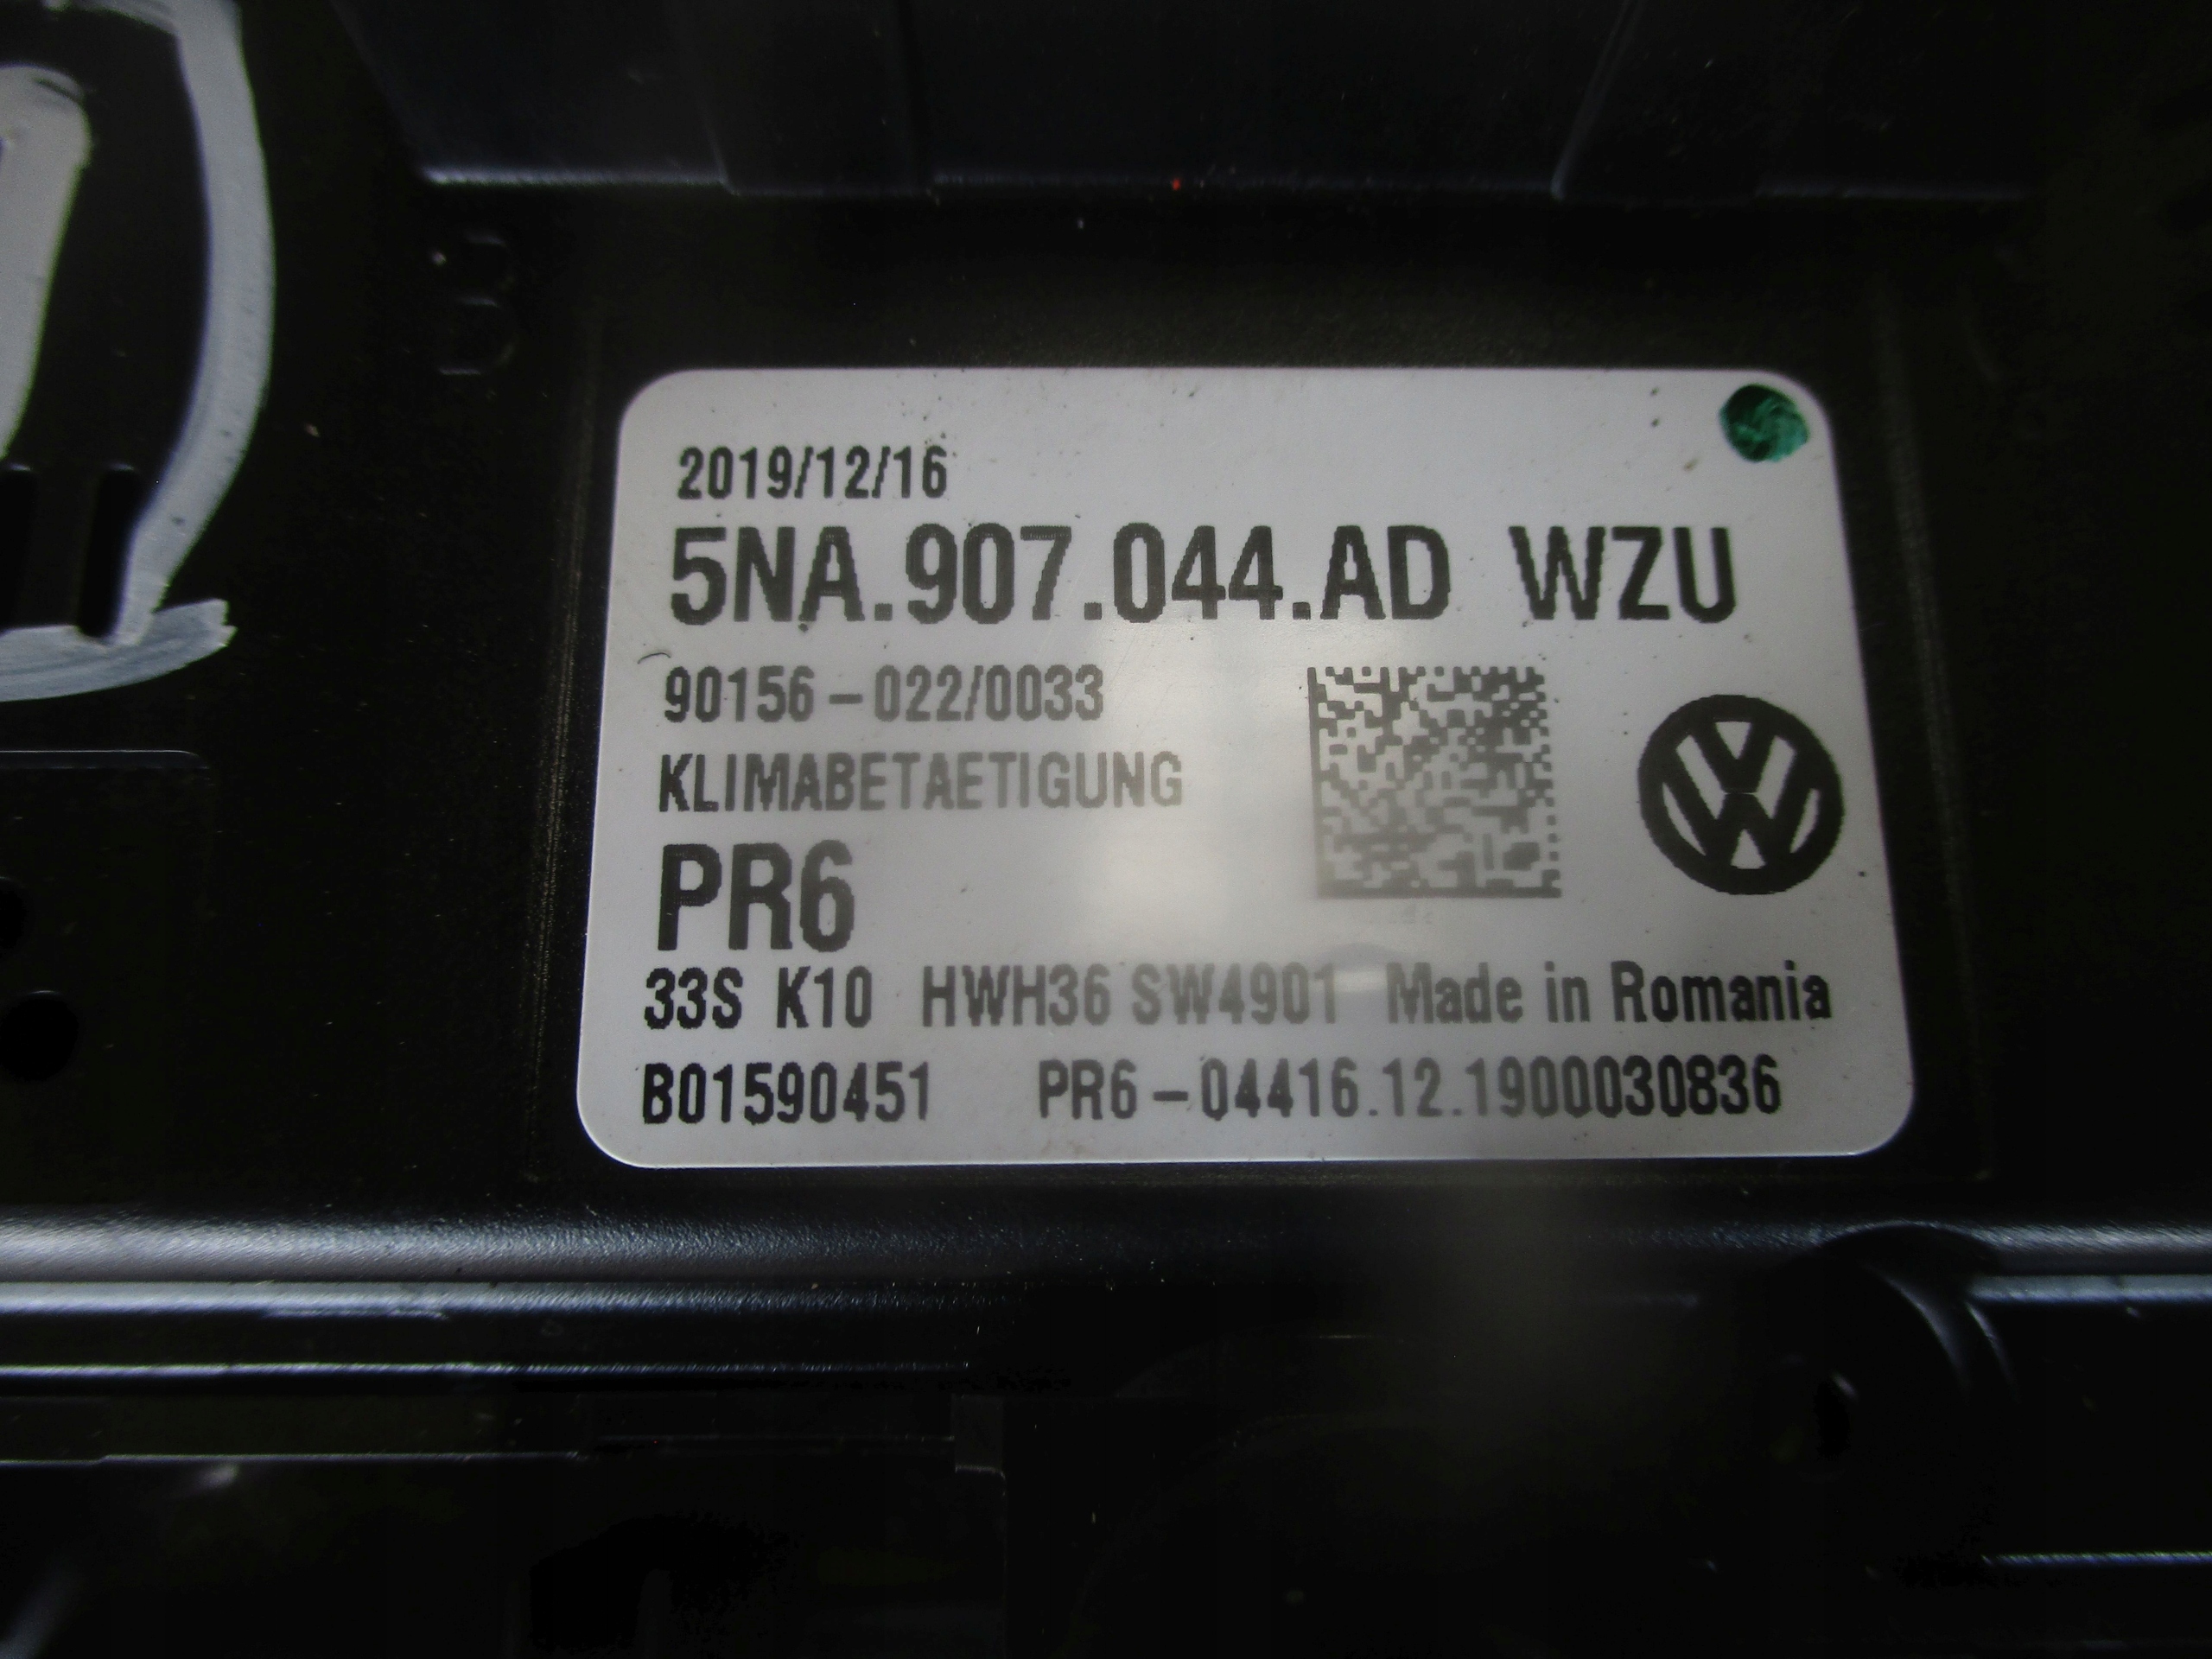 B
2019/12/16
5NA.907.044.AD WZU
90156-022/0033
KLIMABETAETIGUNG
PR6
33S K10 HWH36 SW4901 Made in Romania
B01590451 PR6-04416.12.1900030836